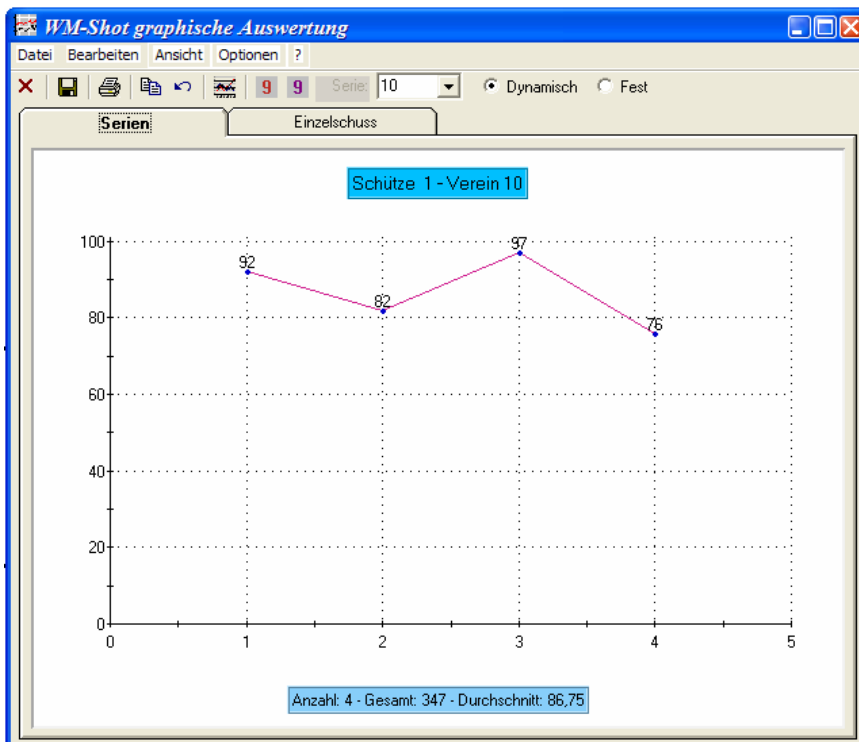 WM-Shot graphische Auswertung
Datei Bearbeiten Ansicht Optionen ?
9 9 Serie: 10 Dynamisch Fest
Serien Einzelschuss
Schütze 1 - Verein 10
100
92
97
82
80
76
60
40
20
0
0 1 2 3 4 5
Anzahl: 4 - Gesamt: 347 - Durchschnitt: 86,75